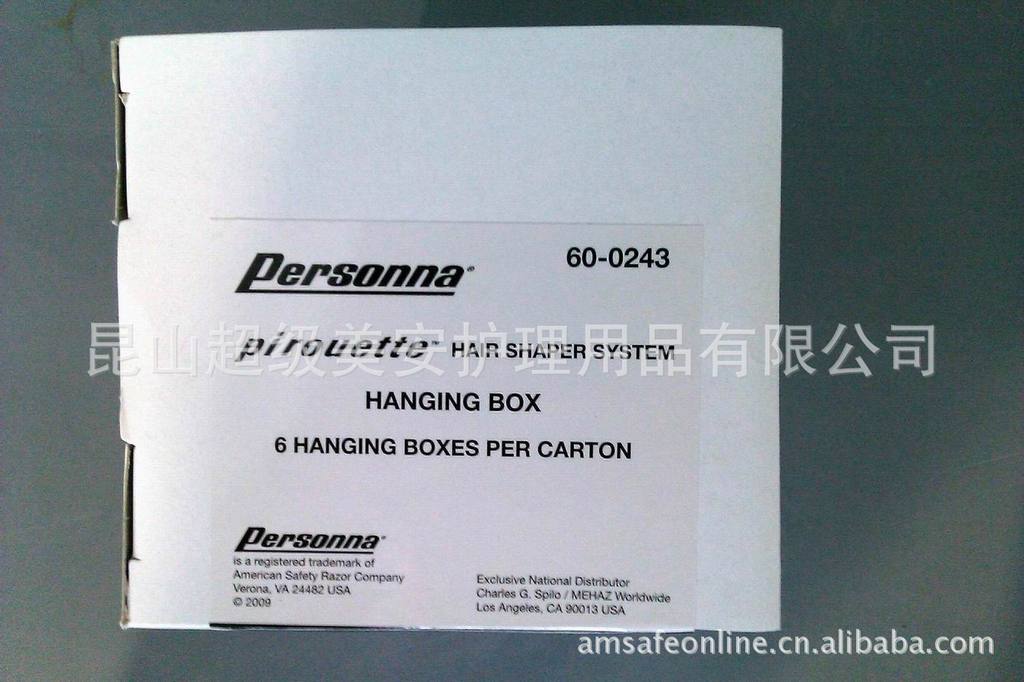 Personna®
60-0243
昆山超级美安护理用品有限公司
pirouette™ HAIR SHAPER SYSTEM
HANGING BOX
6 HANGING BOXES PER CARTON
Personna®
is a registered trademark of
American Safety Razor Company
Verona, VA 24482 USA
© 2009
Exclusive National Distributor
Charles G. Spilo / MEHAZ Worldwide
Los Angeles, CA 90013 USA
amsafeonline.cn.alibaba.com